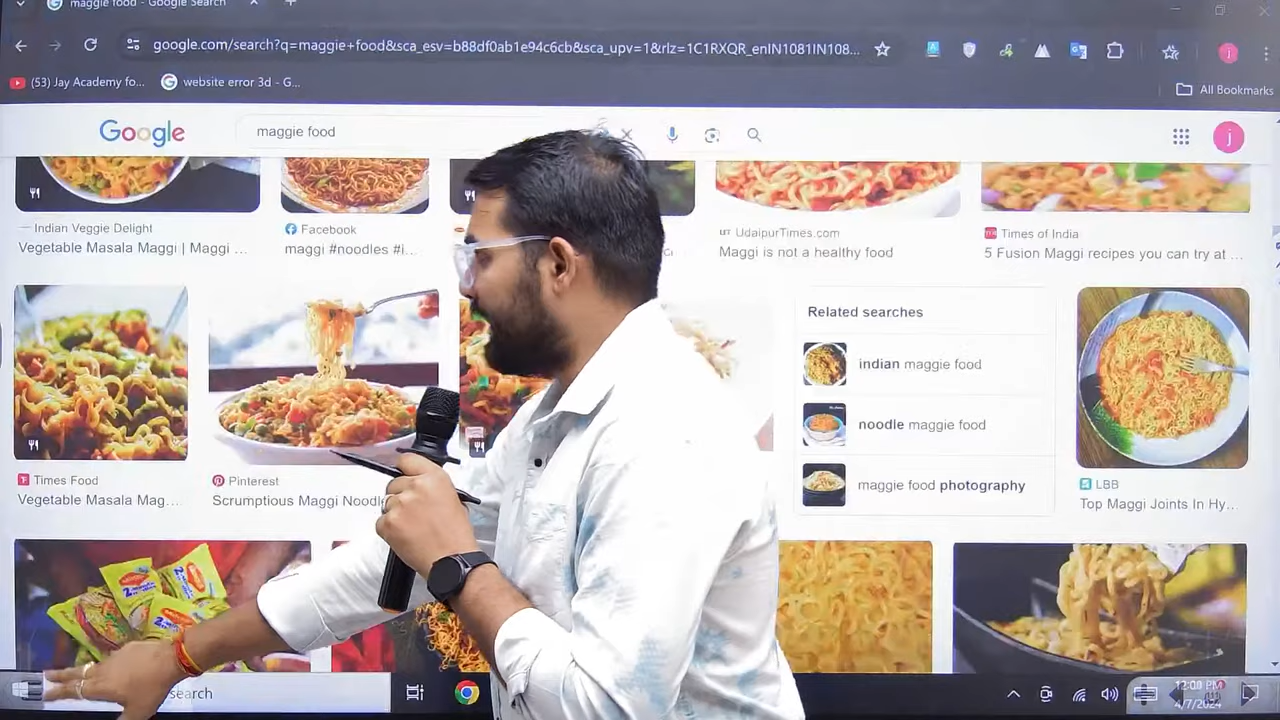 maggie food - Google Search
google.com/search?q=maggie+food&sca_esv=b88df0ab1e94c6cb&sca_upv=1&rlz=1C1RXQR_enIN1081IN108...
(53) Jay Academy fo...
website error 3d - G...
All Bookmarks
Google
maggie food
j
Indian Veggie Delight
Vegetable Masala Maggi | Maggi ...
Facebook
maggi #noodles #i...
UT UdaipurTimes.com
Maggi is not a healthy food
Times of India
5 Fusion Maggi recipes you can try at ...
Related searches
indian maggie food
noodle maggie food
maggie food photography
Times Food
Vegetable Masala Mag...
Pinterest
Scrumptious Maggi Noodl
LBB
Top Maggi Joints In Hy...
search
12:00 PM
4/7/2024